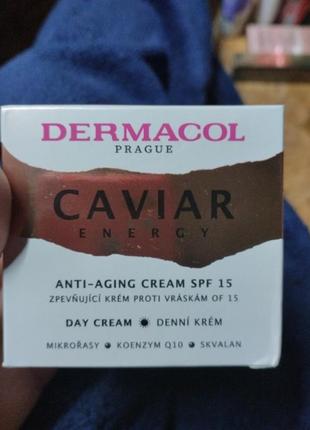 DERMACOL
PRAGUE
CAVIAR
ENERGY
ANTI-AGING CREAM SPF 15
ZPEVŇUJÍCÍ KRÉM PROTI VRÁSKÁM OF 15
DAY CREAM ☀ DENNÍ KRÉM
MIKROŘASY ● KOENZYM Q10 ● SKVALAN